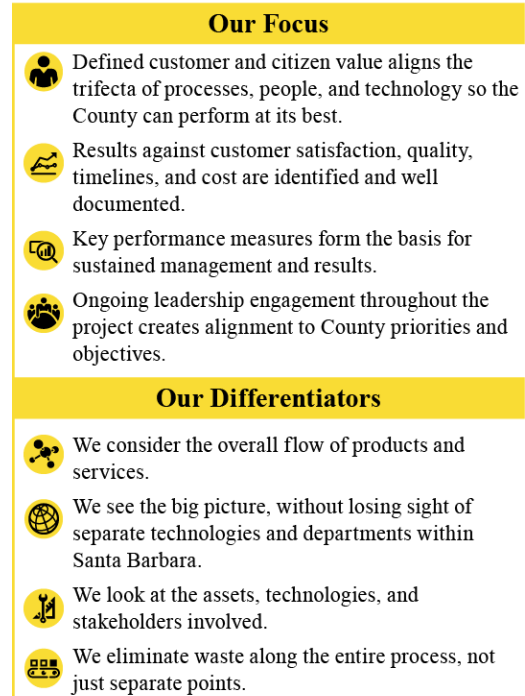 Our Focus
Defined customer and citizen value aligns the
trifecta of processes, people, and technology so the
County can perform at its best.
Results against customer satisfaction, quality,
timelines, and cost are identified and well
documented.
Key performance measures form the basis for
sustained management and results.
Ongoing leadership engagement throughout the
project creates alignment to County priorities and
objectives.
Our Differentiators
We consider the overall flow of products and
services.
We see the big picture, without losing sight of
separate technologies and departments within
Santa Barbara.
We look at the assets, technologies, and
stakeholders involved.
We eliminate waste along the entire process, not
just separate points.